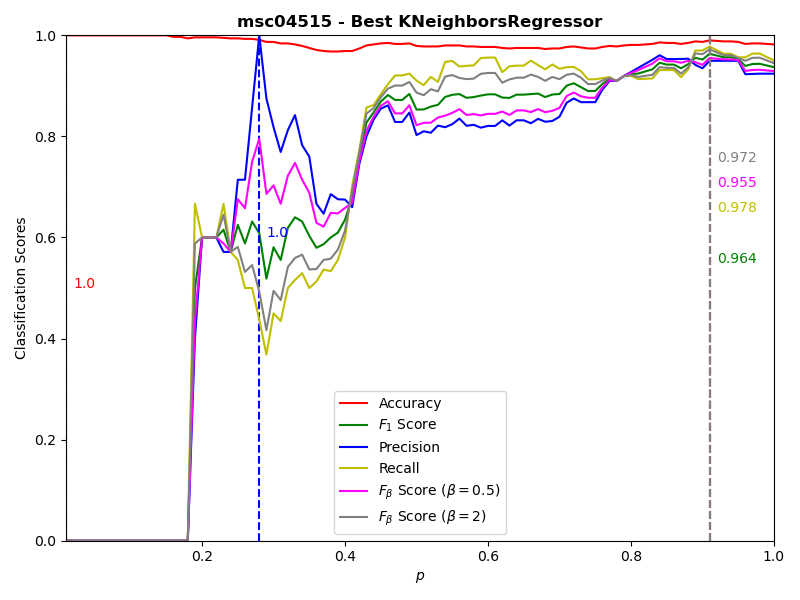 msc04515 - Best KNeighborsRegressor
Classification Scores
1.0
0.8
0.6
0.4
0.2
0.0
1.0
1.0
0.972
0.955
0.978
0.964
Accuracy
F₁ Score
Precision
Recall
Fᵦ Score (β = 0.5)
Fᵦ Score (β = 2)
0.2 0.4 0.6 0.8 1.0
p